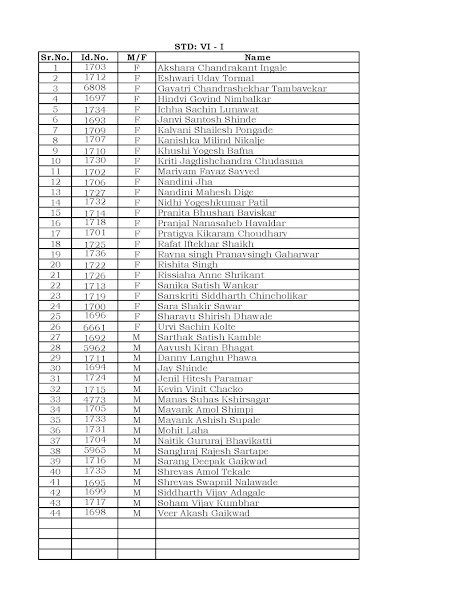 STD: VI - I
Sr.No. Id.No. M/F Name
1 1703 F Akshara Chandrakant Ingale
2 1712 F Eshwari Uday Tormal
3 6808 F Gayatri Chandrashekhar Tambavekar
4 1697 F Hindvi Govind Nimbalkar
5 1734 F Ichha Sachin Lunawat
6 1693 F Janvi Santosh Shinde
7 1709 F Kalyani Shailesh Pongade
8 1707 F Kanishka Milind Nikalje
9 1710 F Khushi Yogesh Bafna
10 1730 F Kriti Jagdishchandra Chudasma
11 1702 F Mariyam Fayaz Sayyed
12 1706 F Nandini Jha
13 1727 F Nandini Mahesh Dige
14 1732 F Nidhi Yogeshkumar Patil
15 1714 F Pranita Bhushan Baviskar
16 1718 F Pranjal Nanasaheb Havaldar
17 1701 F Pratigya Kikaram Choudhary
18 1725 F Rafat Iftekhar Shaikh
19 1736 F Rayna singh Pranaysingh Gaharwar
20 1722 F Rishita Singh
21 1726 F Rissiaha Anne Shrikant
22 1713 F Sanika Satish Wankar
23 1719 F Sanskriti Siddharth Chincholikar
24 1700 F Sara Shakir Sawar
25 1696 F Sharayu Shirish Dhawale
26 6661 F Urvi Sachin Kolte
27 1692 M Sarthak Satish Kamble
28 5962 M Aayush Kiran Bhagat
29 1711 M Danny Langhu Phawa
30 1694 M Jay Shinde
31 1724 M Jenil Hitesh Paramar
32 1715 M Kevin Vinit Chacko
33 4773 M Manas Suhas Kshirsagar
34 1705 M Mayank Amol Shimpi
35 1733 M Mayank Ashish Supale
36 1731 M Mohit Laha
37 1704 M Naitik Gururaj Bhavikatti
38 5965 M Sanghraj Rajesh Sartape
39 1716 M Sarang Deepak Gaikwad
40 1735 M Shreyas Amol Tekale
41 1695 M Shreyas Swapnil Nalawade
42 1699 M Siddharth Vijay Adagale
43 1717 M Soham Vijay Kumbhar
44 1698 M Veer Akash Gaikwad